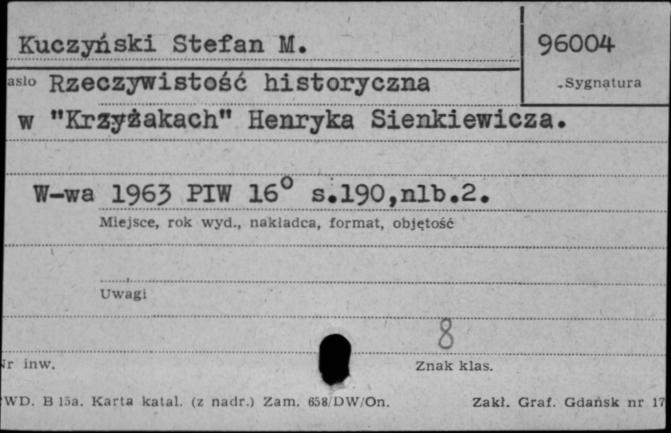 Kuczyński Stefan M.
96004
Sygnatura
asło Rzeczywistość historyczna
w "Krzyżakach" Henryka Sienkiewicza.
W-wa 1963 PIW 16° s.190,nlb.2.
Miejsce, rok wyd., nakładca, format, objętość
Uwagi
8
Nr inw.
Znak klas.
WD. B 15a. Karta katal. (z nadr.) Zam. 658/DW/On.
Zakł. Graf. Gdańsk nr 17